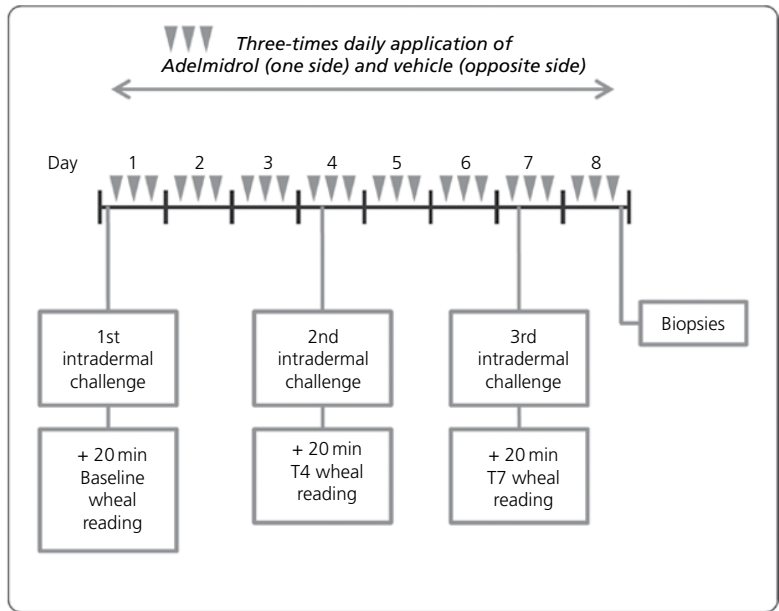 Three-times daily application of
Adelmidrol (one side) and vehicle (opposite side)
Day 1 2 3 4 5 6 7 8
1st
intradermal
challenge
2nd
intradermal
challenge
3rd
intradermal
challenge
Biopsies
+ 20 min
Baseline
wheal
reading
+ 20 min
T4 wheal
reading
+ 20 min
T7 wheal
reading